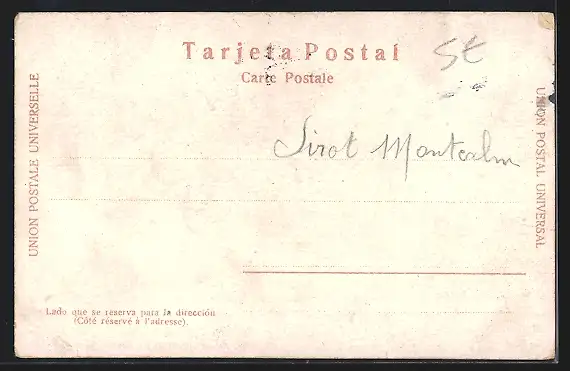 Tarjeta Postal
Carte Postale
UNION POSTALE UNIVERSELLE
UNION POSTAL UNIVERSAL
Sirot Montcalm
Lado que se reserva para la dirección
(Côté réservé à l'adresse).